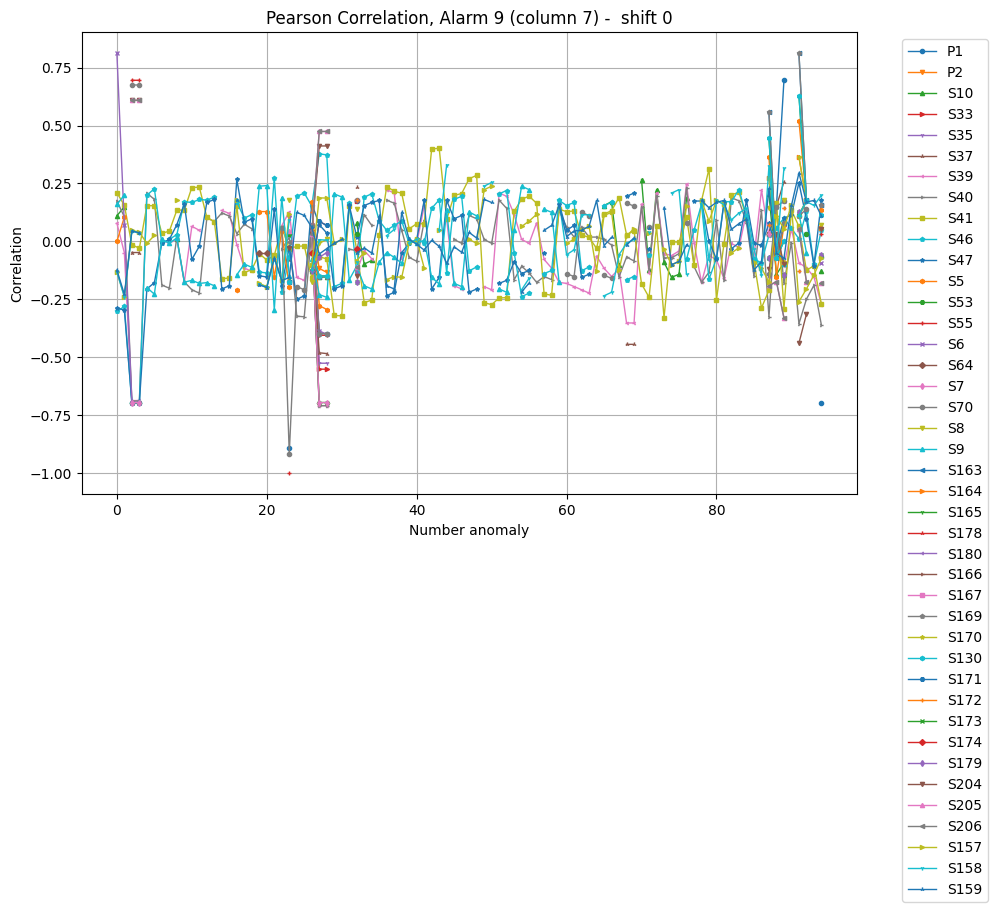 Pearson Correlation, Alarm 9 (column 7) -  shift 0
Correlation
0.75
0.50
0.25
0.00
−0.25
−0.50
−0.75
−1.00
0
20
40
60
80
Number anomaly
P1
P2
S10
S33
S35
S37
S39
S40
S41
S46
S47
S5
S53
S55
S6
S64
S7
S70
S8
S9
S163
S164
S165
S178
S180
S166
S167
S169
S170
S130
S171
S172
S173
S174
S179
S204
S205
S206
S157
S158
S159